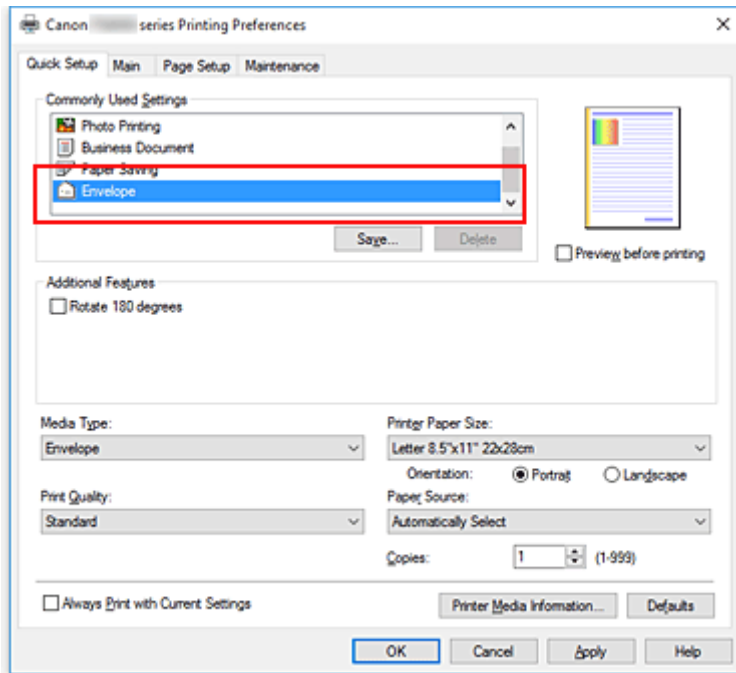 Canon series Printing Preferences
Quick Setup Main Page Setup Maintenance
Commonly Used Settings
Photo Printing
Business Document
Paper Saving
Envelope
Save... Delete
Preview before printing
Additional Features
Rotate 180 degrees
Media Type: Printer Paper Size:
Envelope Letter 8.5"x11" 22x28cm
Orientation: Portrait Landscape
Print Quality: Paper Source:
Standard Automatically Select
Copies: 1 (1-999)
Always Print with Current Settings Printer Media Information... Defaults
OK Cancel Apply Help